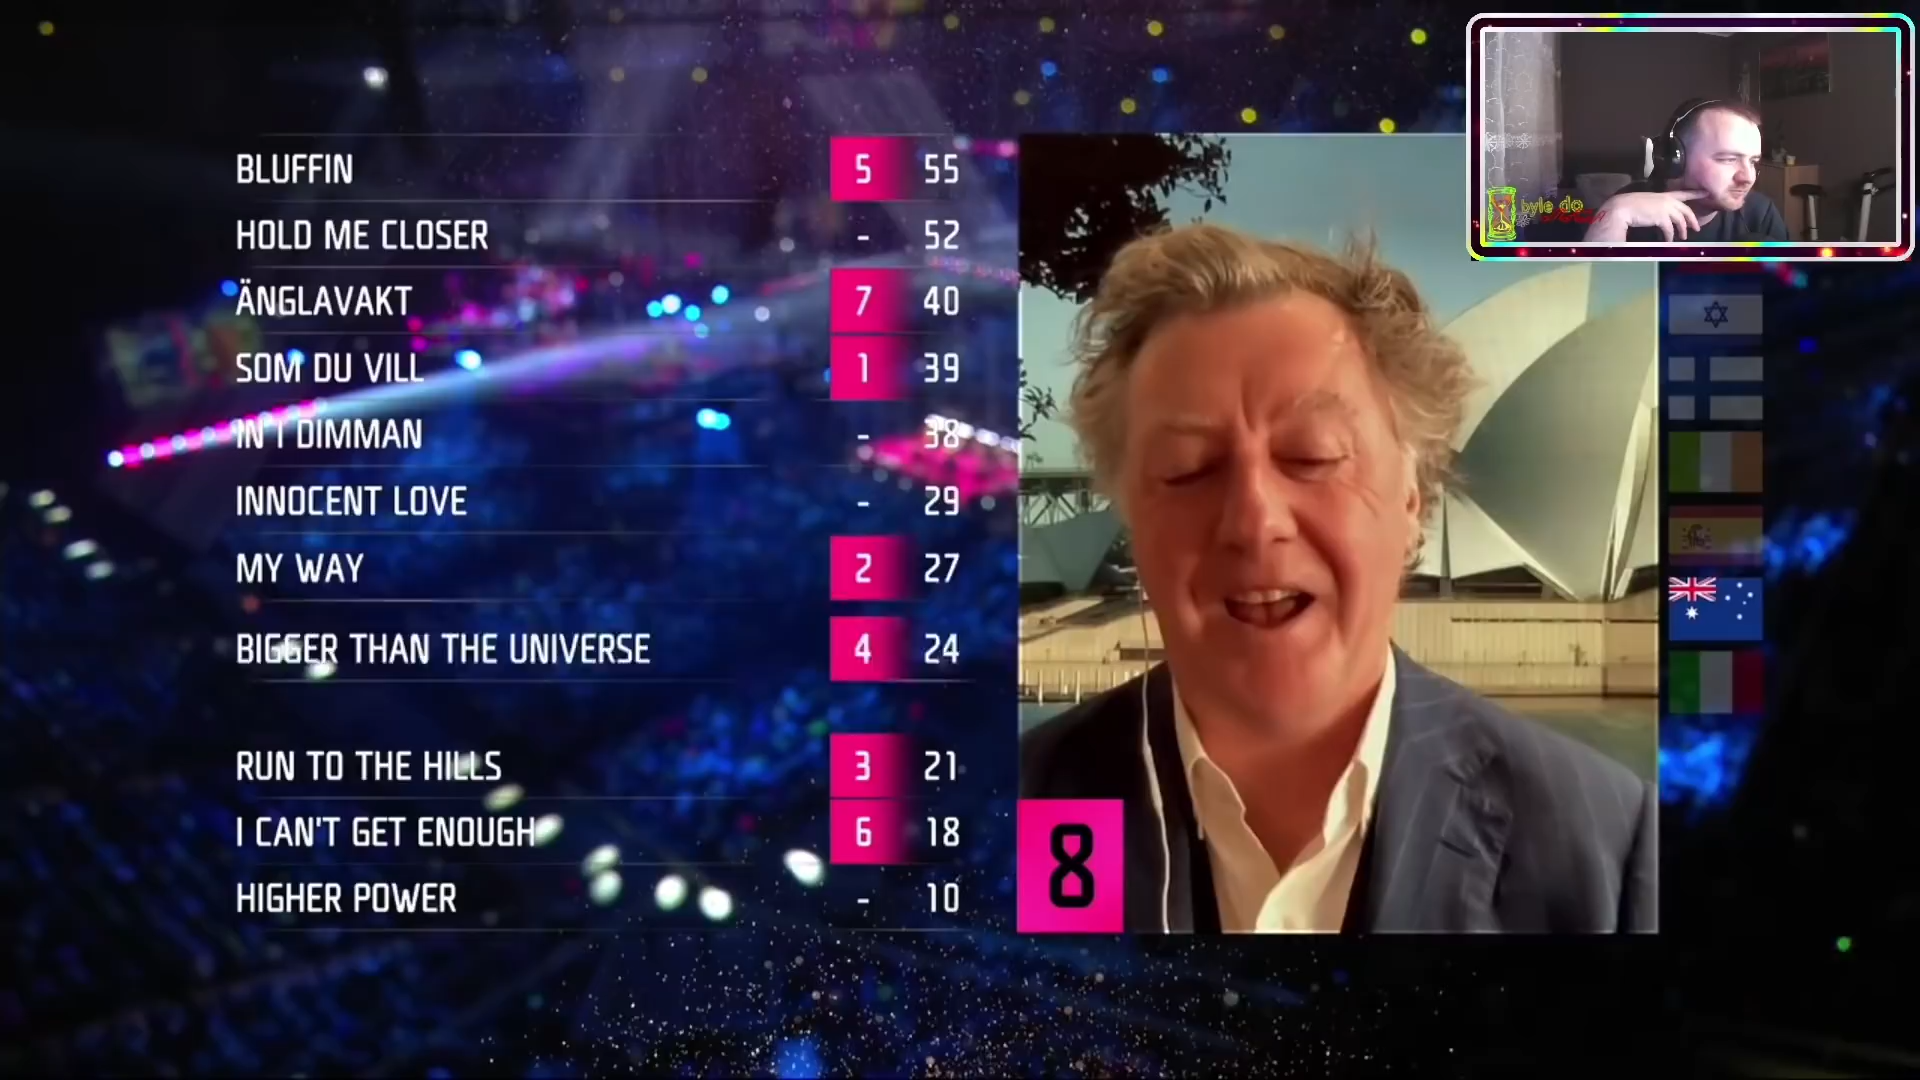 BLUFFIN 5 55
HOLD ME CLOSER - 52
ÄNGLAVAKT 7 40
SOM DU VILL 1 39
IN I DIMMAN - 38
INNOCENT LOVE - 29
MY WAY 2 27
BIGGER THAN THE UNIVERSE 4 24
RUN TO THE HILLS 3 21
I CAN'T GET ENOUGH 6 18
HIGHER POWER - 10
8
byle do